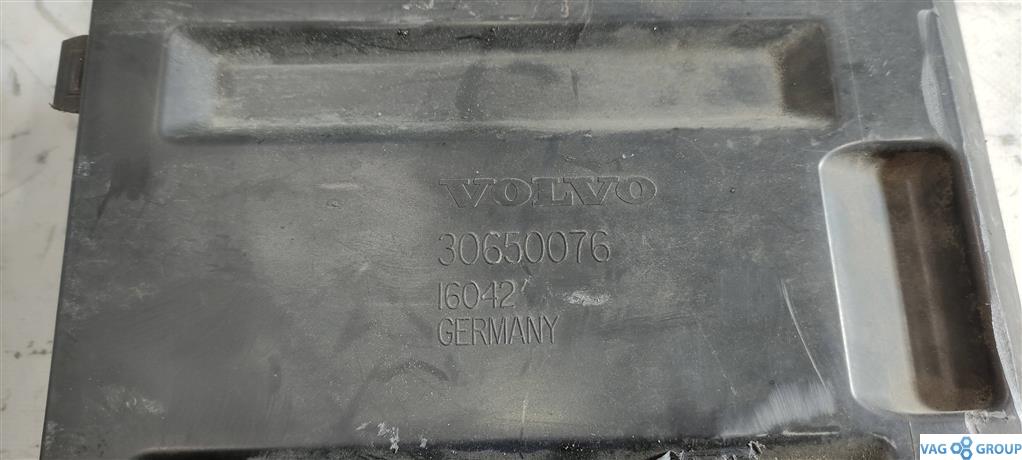 VOLVO
30650076
16042
GERMANY
VAG GROUP